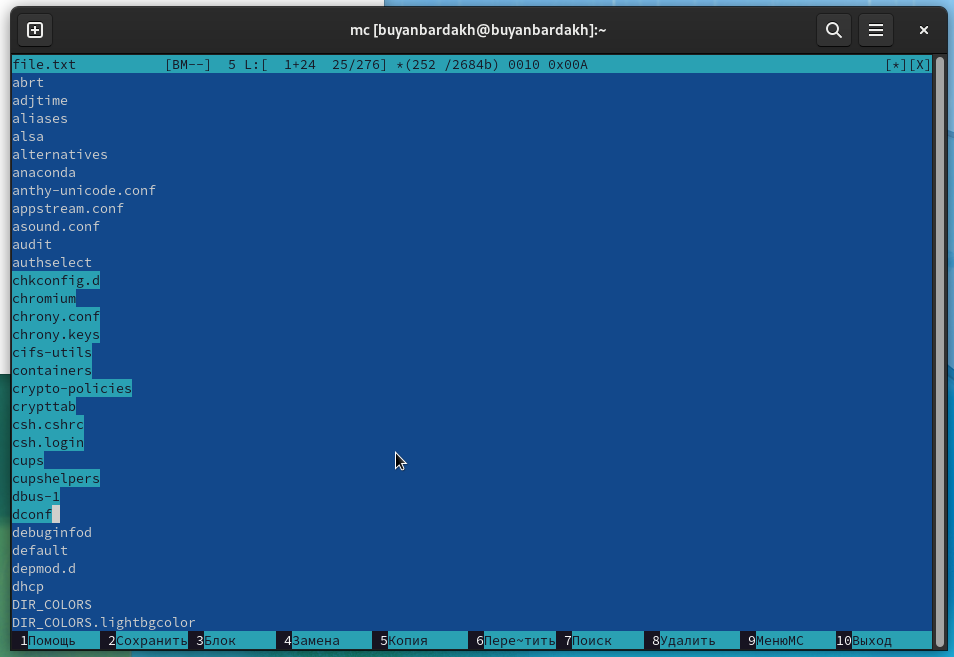 mc [buyanbardakh@buyanbardakh]:~
file.txt [BM--] 5 L:[ 1+24 25/276] *(252 /2684b) 0010 0x00A [*][X]
abrt
adjtime
aliases
alsa
alternatives
anaconda
anthy-unicode.conf
appstream.conf
asound.conf
audit
authselect
chkconfig.d
chromium
chrony.conf
chrony.keys
cifs-utils
containers
crypto-policies
crypttab
csh.cshrc
csh.login
cups
cupshelpers
dbus-1
dconf
debuginfod
default
depmod.d
dhcp
DIR_COLORS
DIR_COLORS.lightbgcolor
1Помощь 2Сохранить 3Блок 4Замена 5Копия 6Пере~тить 7Поиск 8Удалить 9МенюMC 10Выход